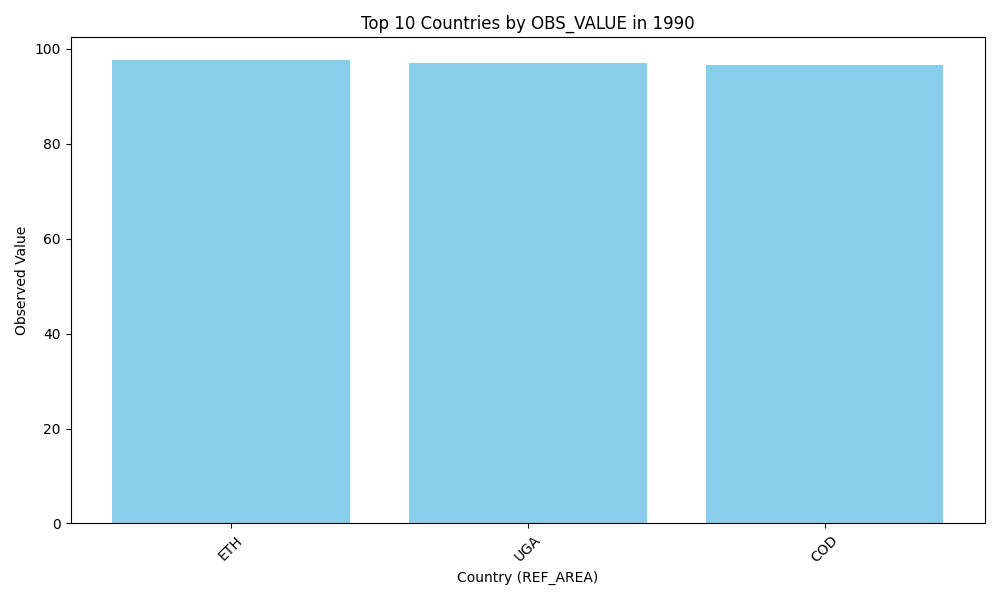 Top 10 Countries by OBS_VALUE in 1990
100
80
60
40
20
0
Observed Value
ETH
UGA
COD
Country (REF_AREA)